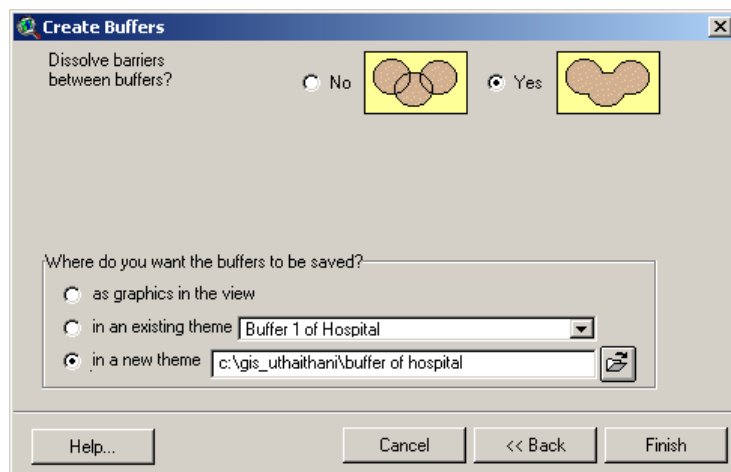 Create Buffers
Dissolve barriers
between buffers?
No
Yes
Where do you want the buffers to be saved?
as graphics in the view
in an existing theme Buffer 1 of Hospital
in a new theme c:\gis_uthaithani\buffer of hospital
Help... Cancel << Back Finish